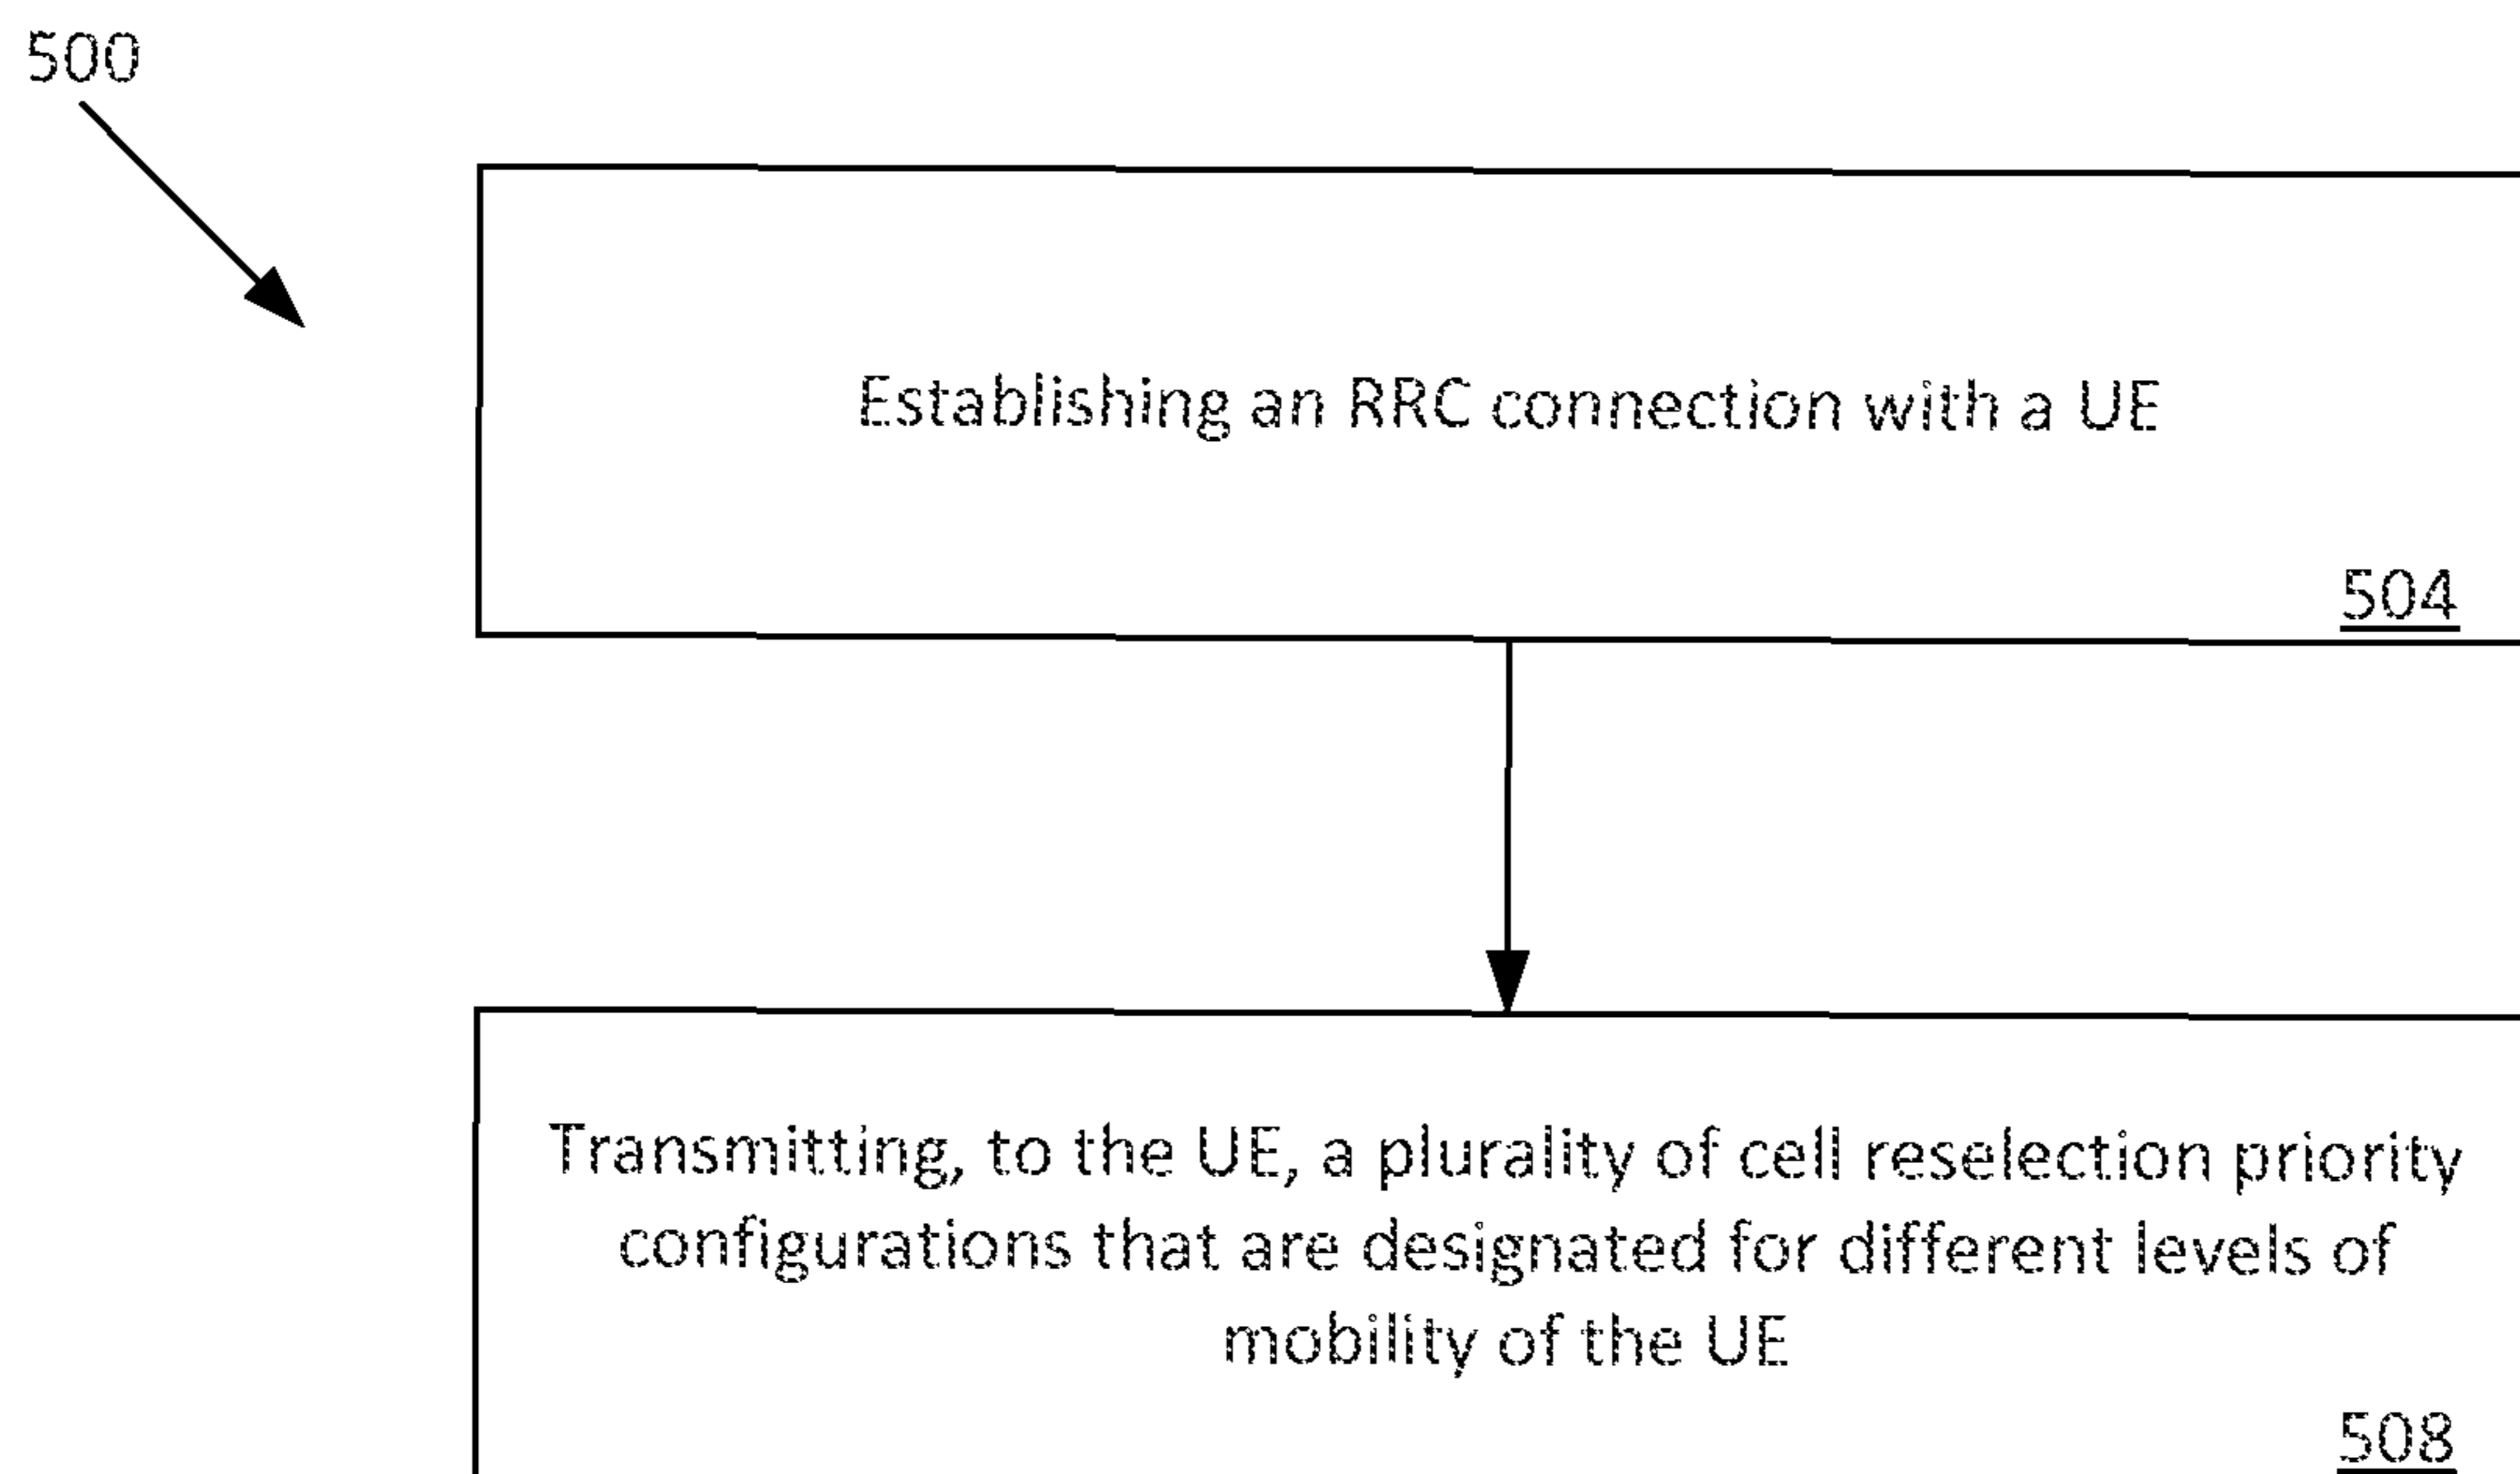 500
Establishing an RRC connection with a UE
504
Transmitting, to the UE, a plurality of cell reselection priority
configurations that are designated for different levels of
mobility of the UE
508